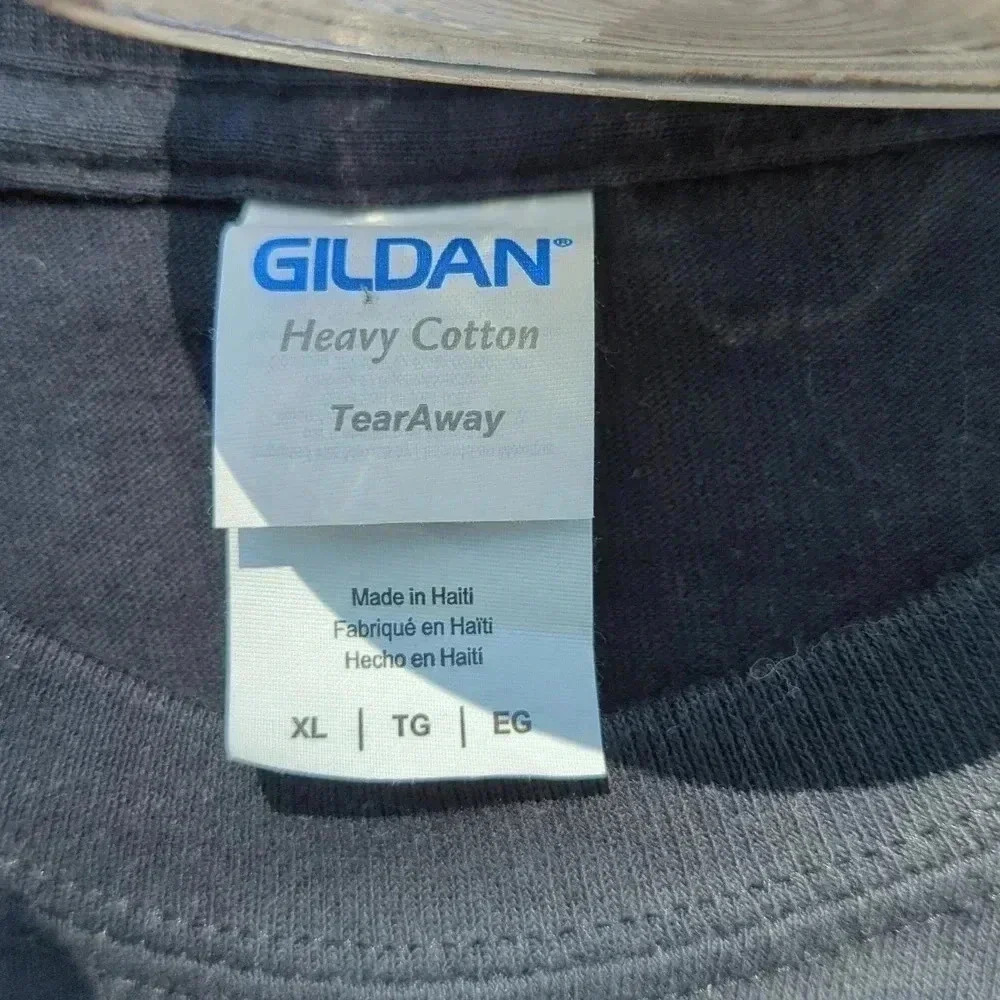 GILDAN®
Heavy Cotton
TearAway
Made in Haiti
Fabriqué en Haïti
Hecho en Haití
XL | TG | EG